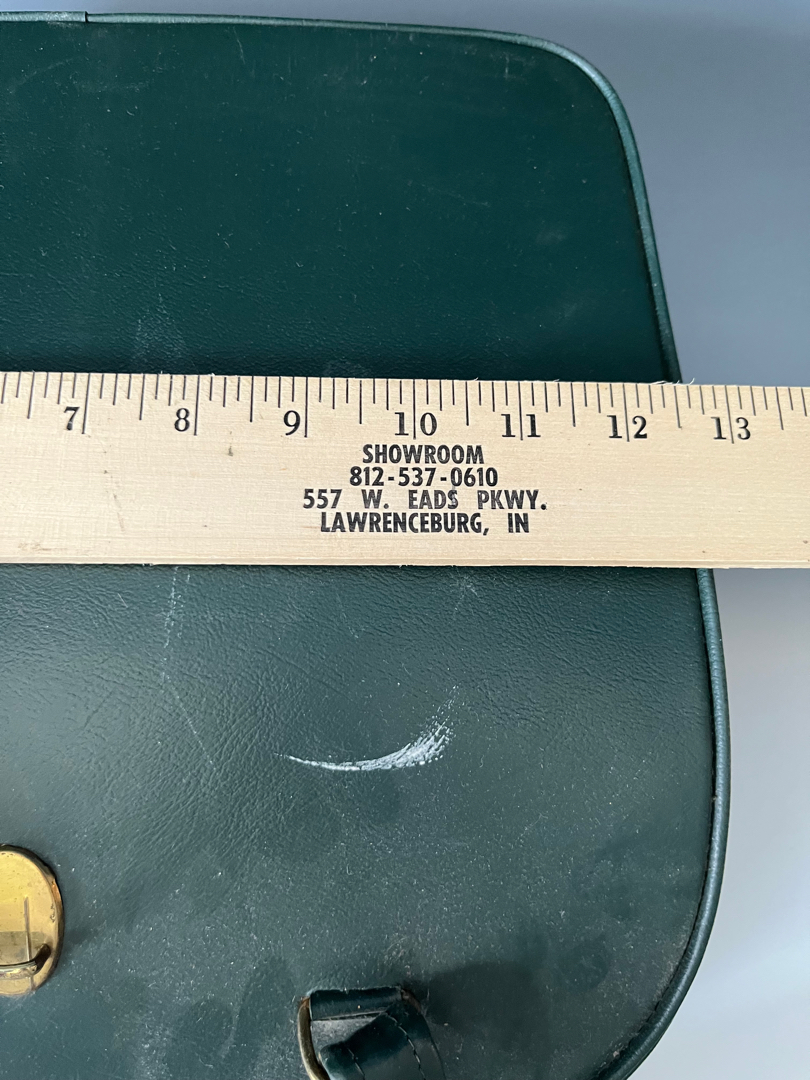 7 8 9 10 11 12 13
SHOWROOM
812-537-0610
557 W. EADS PKWY.
LAWRENCEBURG, IN